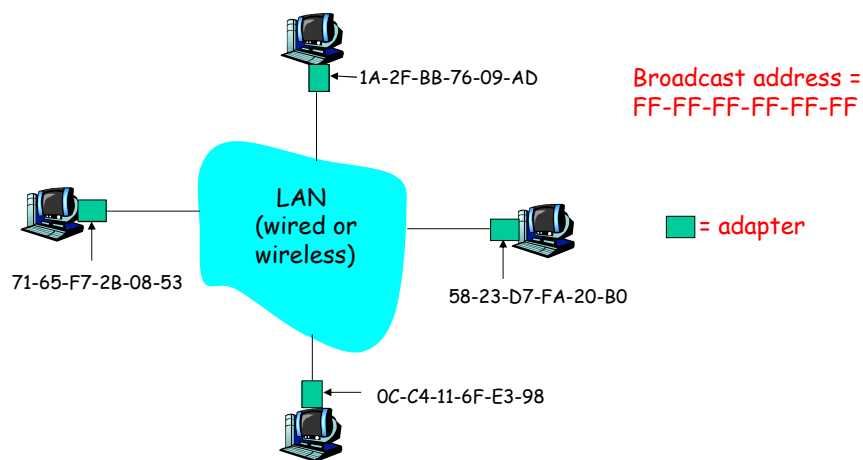 1A-2F-BB-76-09-AD
Broadcast address =
FF-FF-FF-FF-FF-FF
LAN
(wired or
wireless)
= adapter
71-65-F7-2B-08-53
58-23-D7-FA-20-B0
0C-C4-11-6F-E3-98